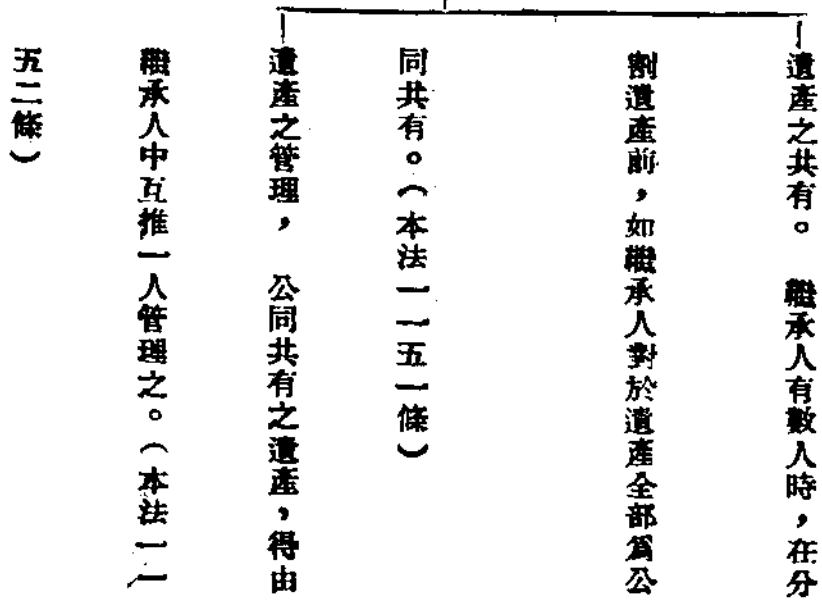 遺產之共有。 繼承人有數人時,在分
割遺產前,如繼承人對於遺產全部爲公
同共有。(本法一一五一條)
遺產之管理, 公同共有之遺產,得由
繼承人中互推一人管理之。(本法一一
五二條)